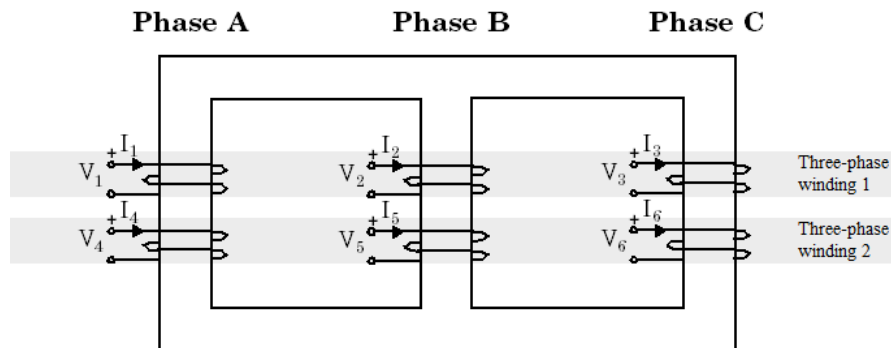 Phase A Phase B Phase C
+ I1 + I2 + I3
V1 V2 V3
Three-phase
winding 1
+ I4 + I5 + I6
V4 V5 V6
Three-phase
winding 2